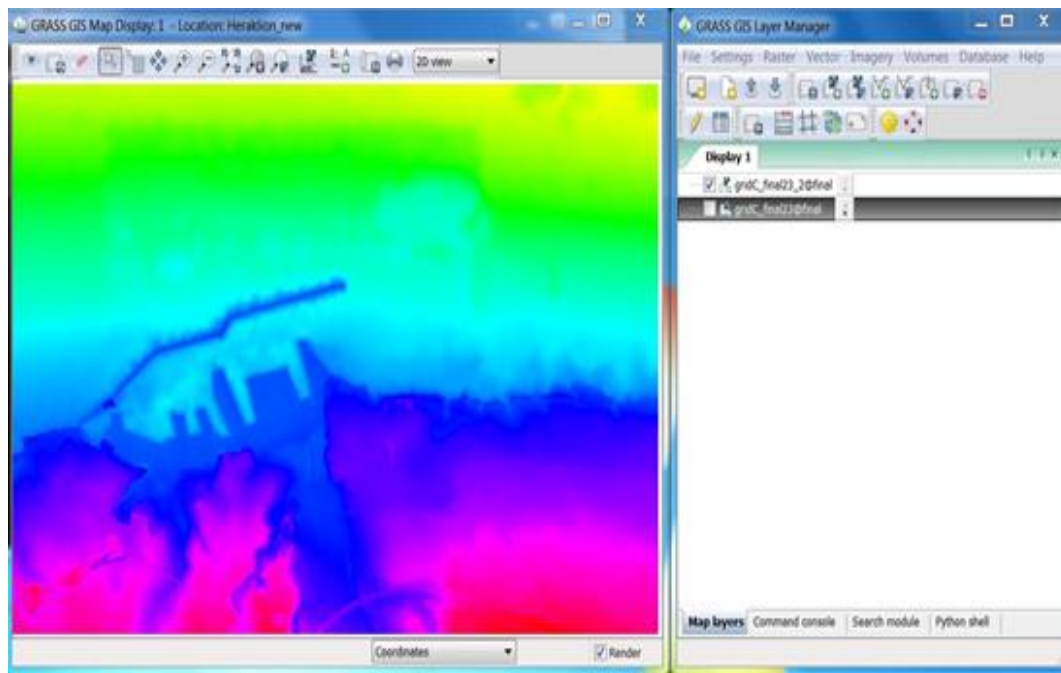 GRASS GIS Map Display: 1 - Location: Heraklion_new
2D view
Coordinates
Render
GRASS GIS Layer Manager
File Settings Raster Vector Imagery Volumes Database Help
Display 1
gridC_final23_2@final
gridC_final23@final
Map layers Command console Search module Python shell